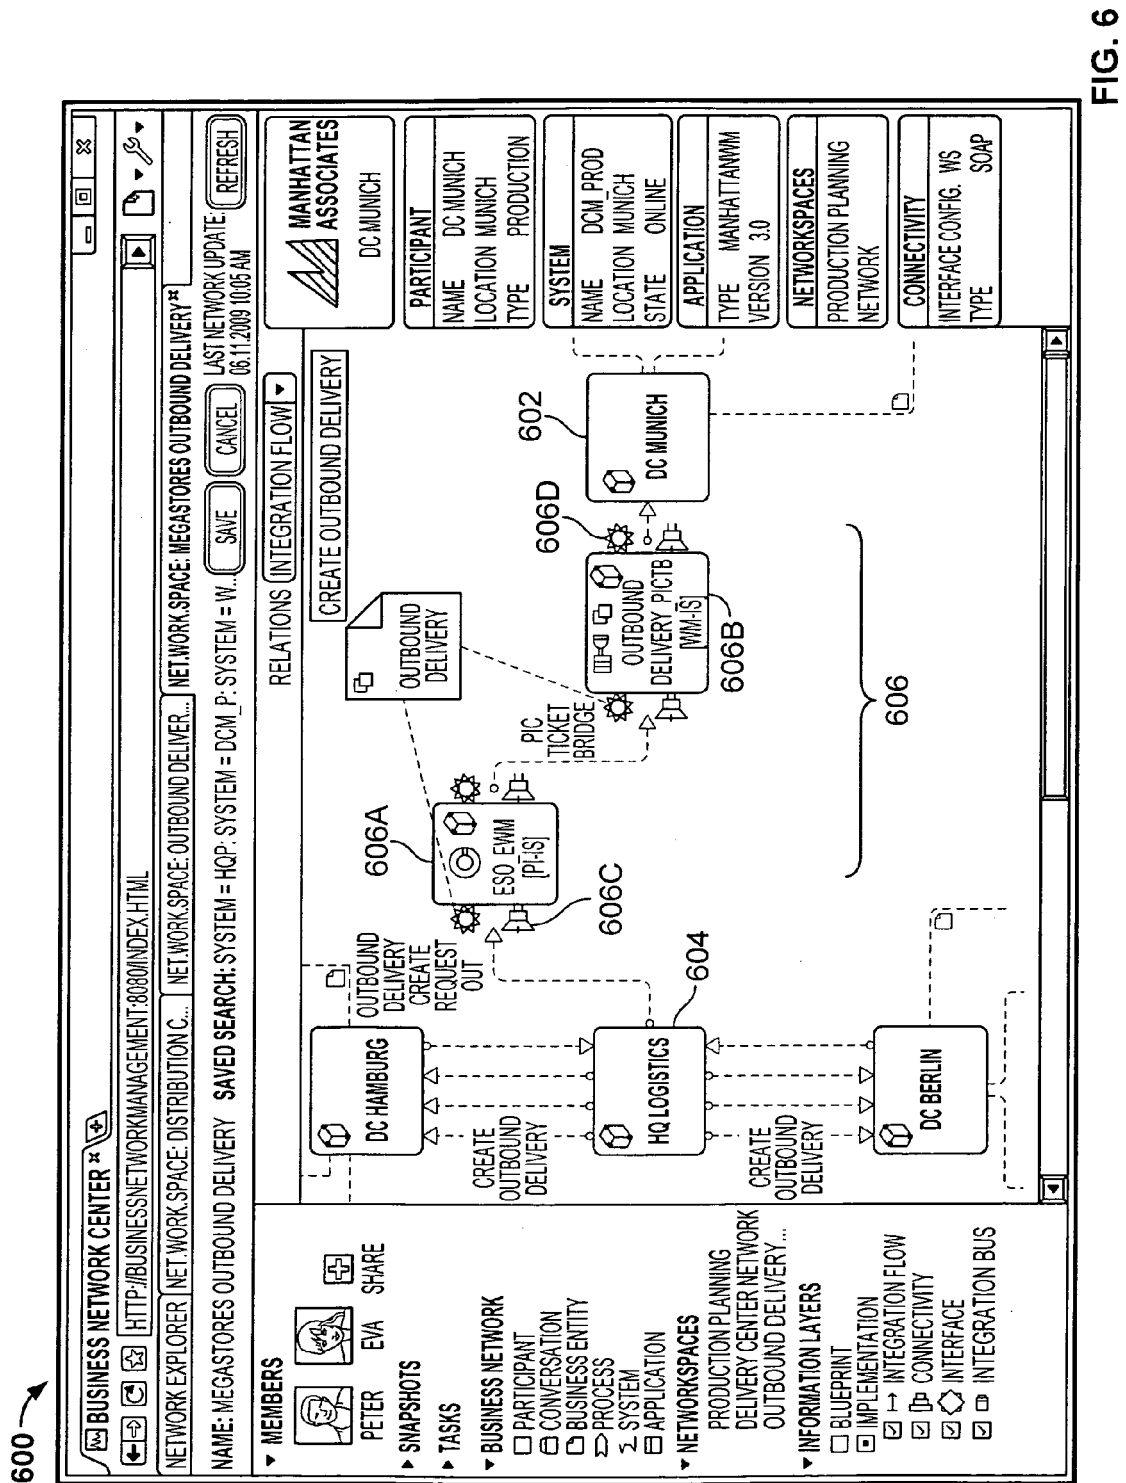 600
BUSINESS NETWORK CENTER
HTTP://BUSINESSNETWORKMANAGEMENT:8080/INDEX.HTML
NETWORK EXPLORER
NET.WORK.SPACE: DISTRIBUTION C...
NET.WORK.SPACE: OUTBOUND DELIVER...
NET.WORK.SPACE: MEGASTORES OUTBOUND DELIVERY
NAME: MEGASTORES OUTBOUND DELIVERY SAVED SEARCH: SYSTEM = HQP: SYSTEM = DCM_P: SYSTEM = W...
SAVE
CANCEL
LAST NETWORK UPDATE:
06.11.2009 10:05 AM
REFRESH
MEMBERS
PETER
EVA
SHARE
SNAPSHOTS
TASKS
BUSINESS NETWORK
PARTICIPANT
CONVERSATION
BUSINESS ENTITY
PROCESS
SYSTEM
APPLICATION
NETWORKSPACES
PRODUCTION PLANNING
DELIVERY CENTER NETWORK
OUTBOUND DELIVERY...
INFORMATION LAYERS
BLUEPRINT
IMPLEMENTATION
INTEGRATION FLOW
CONNECTIVITY
INTERFACE
INTEGRATION BUS
RELATIONS INTEGRATION FLOW
CREATE OUTBOUND DELIVERY
DC HAMBURG
CREATE
OUTBOUND
DELIVERY
HQ LOGISTICS
604
CREATE
OUTBOUND
DELIVERY
DC BERLIN
OUTBOUND
DELIVERY
CREATE
REQUEST
OUT
606A
ESO_EWM
[PI-IS]
606C
OUTBOUND
DELIVERY
PIC
TICKET
BRIDGE
OUTBOUND
DELIVERY_PICTB
[WM-IS]
606B
606D
602
DC MUNICH
606
MANHATTAN
ASSOCIATES
DC MUNICH
PARTICIPANT
NAME DC MUNICH
LOCATION MUNICH
TYPE PRODUCTION
SYSTEM
NAME DCM_PROD
LOCATION MUNICH
STATE ONLINE
APPLICATION
TYPE MANHATTANWM
VERSION 3.0
NETWORKSPACES
PRODUCTION PLANNING
NETWORK
CONNECTIVITY
INTERFACE CONFIG. WS
TYPE SOAP
FIG. 6